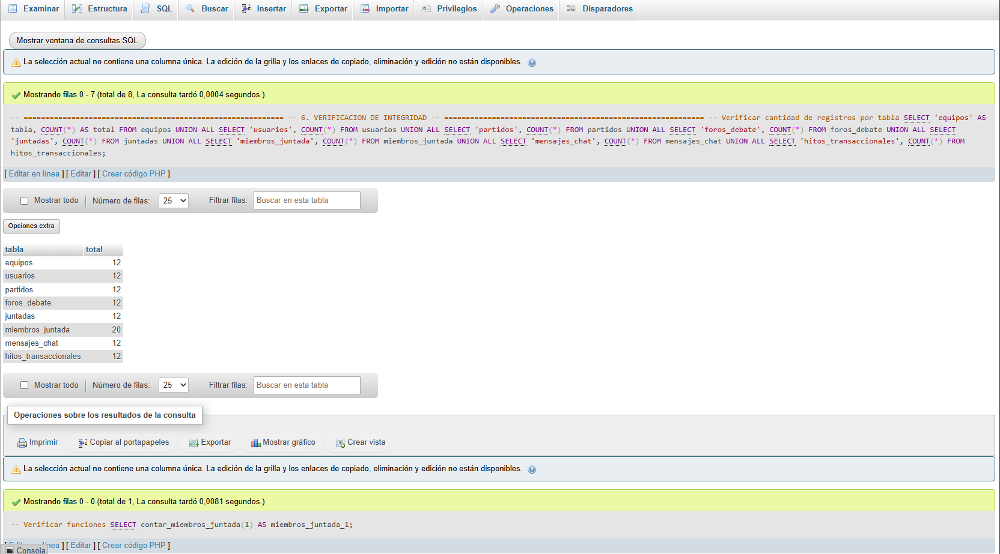 Examinar Estructura SQL Buscar Insertar Exportar Importar Privilegios Operaciones Disparadores
Mostrar ventana de consultas SQL
La selección actual no contiene una columna única. La edición de la grilla y los enlaces de copiado, eliminación y edición no están disponibles.
Mostrando filas 0 - 7 (total de 8, La consulta tardó 0,0004 segundos.)
-- ============================================================ -- 6. VERIFICACION DE INTEGRIDAD -- ============================================================ -- Verificar cantidad de registros por tabla SELECT 'equipos' AS
tabla, COUNT(*) AS total FROM equipos UNION ALL SELECT 'usuarios', COUNT(*) FROM usuarios UNION ALL SELECT 'partidos', COUNT(*) FROM partidos UNION ALL SELECT 'foros_debate', COUNT(*) FROM foros_debate UNION ALL SELECT
'juntadas', COUNT(*) FROM juntadas UNION ALL SELECT 'miembros_juntada', COUNT(*) FROM miembros_juntada UNION ALL SELECT 'mensajes_chat', COUNT(*) FROM mensajes_chat UNION ALL SELECT 'hitos_transaccionales', COUNT(*) FROM
hitos_transaccionales;
[ Editar en línea ] [ Editar ] [ Crear código PHP ]
Mostrar todo | Número de filas: 25 Filtrar filas: Buscar en esta tabla
Opciones extra
tabla total
equipos 12
usuarios 12
partidos 12
foros_debate 12
juntadas 12
miembros_juntada 20
mensajes_chat 12
hitos_transaccionales 12
Mostrar todo | Número de filas: 25 Filtrar filas: Buscar en esta tabla
Operaciones sobre los resultados de la consulta
Imprimir Copiar al portapapeles Exportar Mostrar gráfico Crear vista
La selección actual no contiene una columna única. La edición de la grilla y los enlaces de copiado, eliminación y edición no están disponibles.
Mostrando filas 0 - 0 (total de 1, La consulta tardó 0,0081 segundos.)
-- Verificar funciones SELECT contar_miembros_juntada(1) AS miembros_juntada_1;
[ Editar en línea ] [ Editar ] [ Crear código PHP ]
Consola